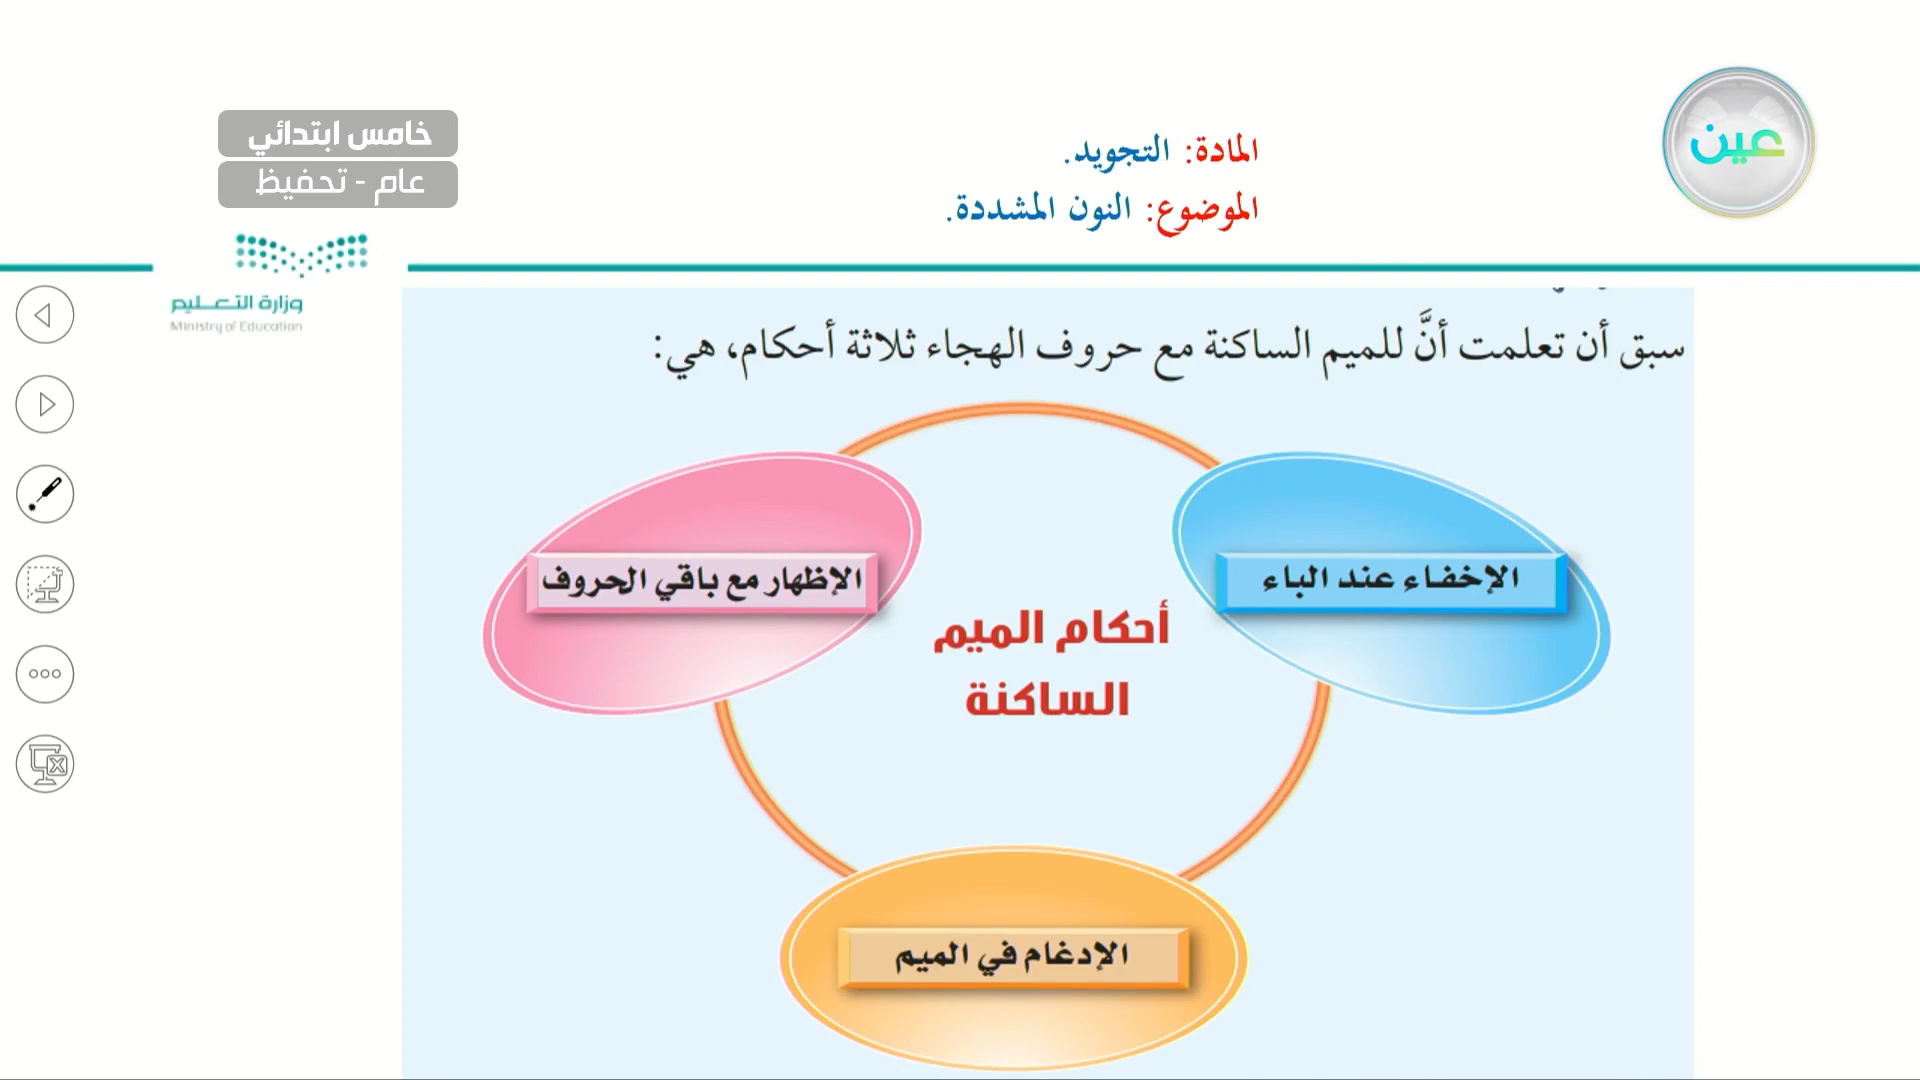 خامس ابتدائي
عام - تحفيظ
المادة: التجويد.
الموضوع: النون المشددة.
عين
وزارة التعليم
Ministry of Education
سبق أن تعلمت أنَّ للميم الساكنة مع حروف الهجاء ثلاثة أحكام، هي:
الإخفاء عند الباء
الإظهار مع باقي الحروف
أحكام الميم
الساكنة
الإدغام في الميم